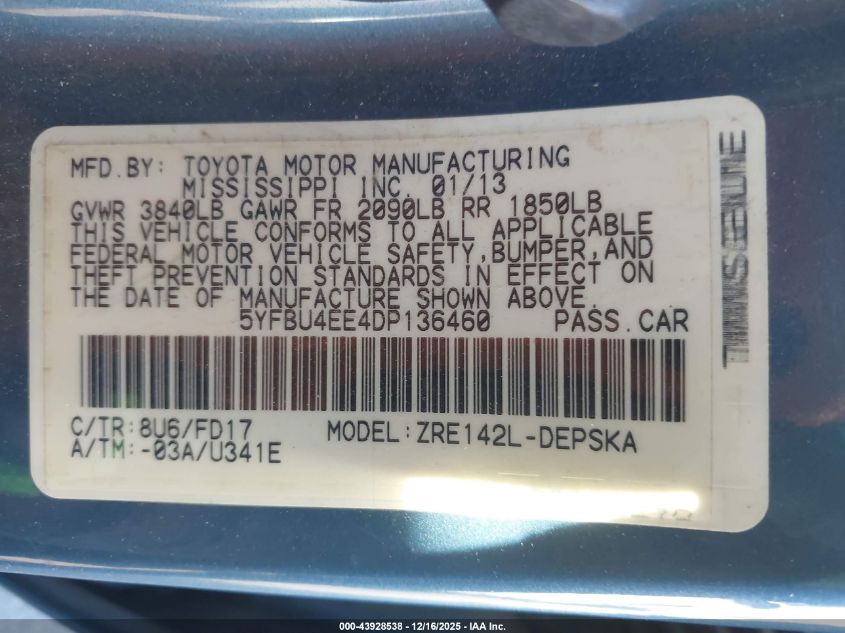 MFD.BY: TOYOTA MOTOR MANUFACTURING
MISSISSIPPI INC. 01/13
GVWR 3840LB GAWR FR 2090LB RR 1850LB
THIS VEHICLE CONFORMS TO ALL APPLICABLE
FEDERAL MOTOR VEHICLE SAFETY,BUMPER,AND
THEFT PREVENTION STANDARDS IN EFFECT ON
THE DATE OF MANUFACTURE SHOWN ABOVE.
5YFBU4EE4DP136460 PASS.CAR
C/TR:8U6/FD17 MODEL:ZRE142L-DEPSKA
A/TM:-03A/U341E
000-43928538 - 12/16/2025 - IAA Inc.